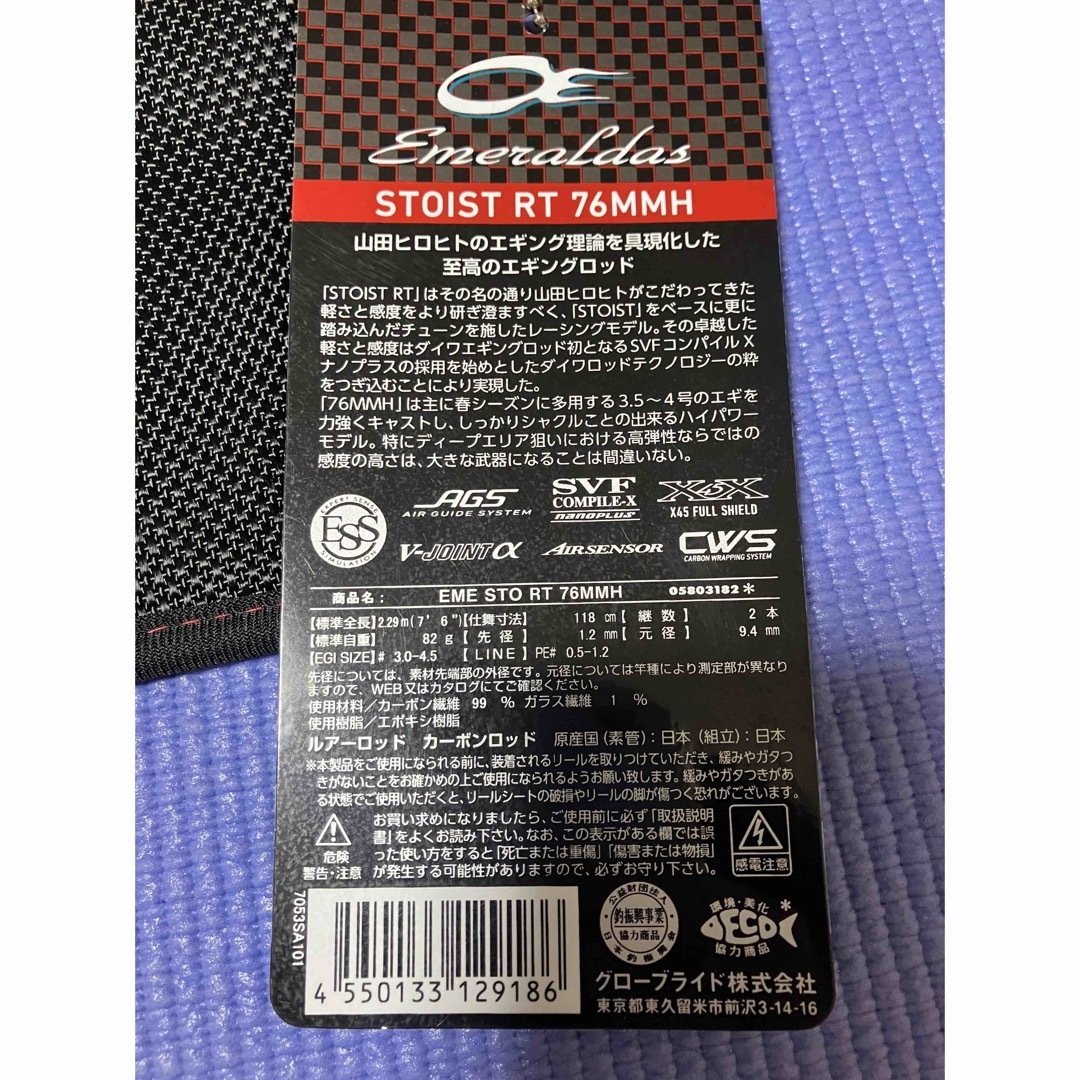 Emeraldas
STOIST RT 76MMH
山田ヒロヒトのエギング理論を具現化した
至高のエギングロッド
「STOIST RT」はその名の通り山田ヒロヒトがこだわってきた
軽さと感度をより研ぎ澄ますべく、「STOIST」をベースに更に
踏み込んだチューンを施したレーシングモデル。その卓越した
軽さと感度はダイワエギングロッド初となるSVFコンパイルX
ナノプラスの採用を始めとしたダイワロッドテクノロジーの粋
をつぎ込むことにより実現した。
「76MMH」は主に春シーズンに多用する3.5～4号のエギを
力強くキャストし、しっかりシャクルことの出来るハイパワー
モデル。特にディープエリア狙いにおける高弾性ならではの
感度の高さは、大きな武器になることは間違いない。
EXPERT SENSE
ESS
SIMULATION
AGS
AIR GUIDE SYSTEM
SVF
COMPILE-X
nanoplus
X45X
X45 FULL SHIELD
V-JOINT α
AIRSENSOR
CWS
CARBON WRAPPING SYSTEM
商品名： EME STO RT 76MMH 05803182＊
【標準全長】2.29m(7'6")【仕舞寸法】 118 cm【 継 数 】 2 本
【標準自重】 82 g【 先 径 】 1.2 mm【 元 径 】 9.4 mm
【EGI SIZE】# 3.0-4.5 【 LINE 】PE# 0.5-1.2
先径については、素材先端部の外径です。元径については竿種により測定部が異なり
ますので、WEB又はカタログにてご確認ください。
使用材料／カーボン繊維 99 ％ ガラス繊維 1 ％
使用樹脂／エポキシ樹脂
ルアーロッド カーボンロッド 原産国（素管）：日本（組立）：日本
※本製品をご使用になられる前に、装着されるリールを取りつけていただき、緩みやガタつ
きがないことをお確かめの上ご使用になられるようお願い致します。緩みやガタつきがあ
る状態でご使用いただくと、リールシートの破損やリールの脚が傷つく恐れがございます。
危険
警告・注意
お買い求めになりましたら、ご使用前に必ず「取扱説明
書」をよくお読み下さい。なお、この表示がある欄では誤
った使い方をすると「死亡または重傷」「傷害または物損」
が発生する可能性がありますので、必ずお守り下さい。
感電注意
7053SA101
4 550133 129186
公益財団法人
釣振興事業
協力商品
日本釣振興会
環境・美化
DECO
＊
協力商品
グローブライド株式会社
東京都東久留米市前沢3-14-16